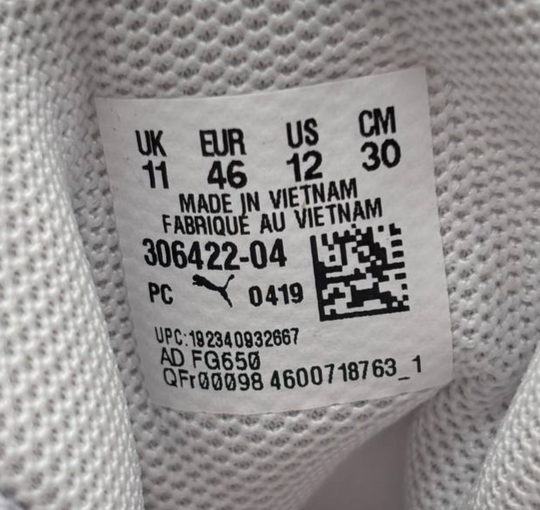 UK EUR US CM
11 46 12 30
MADE IN VIETNAM
FABRIQUÉ AU VIETNAM
306422-04
PC 0419
UPC:192340932667
AD FG650
QFr00098 4600718763_1